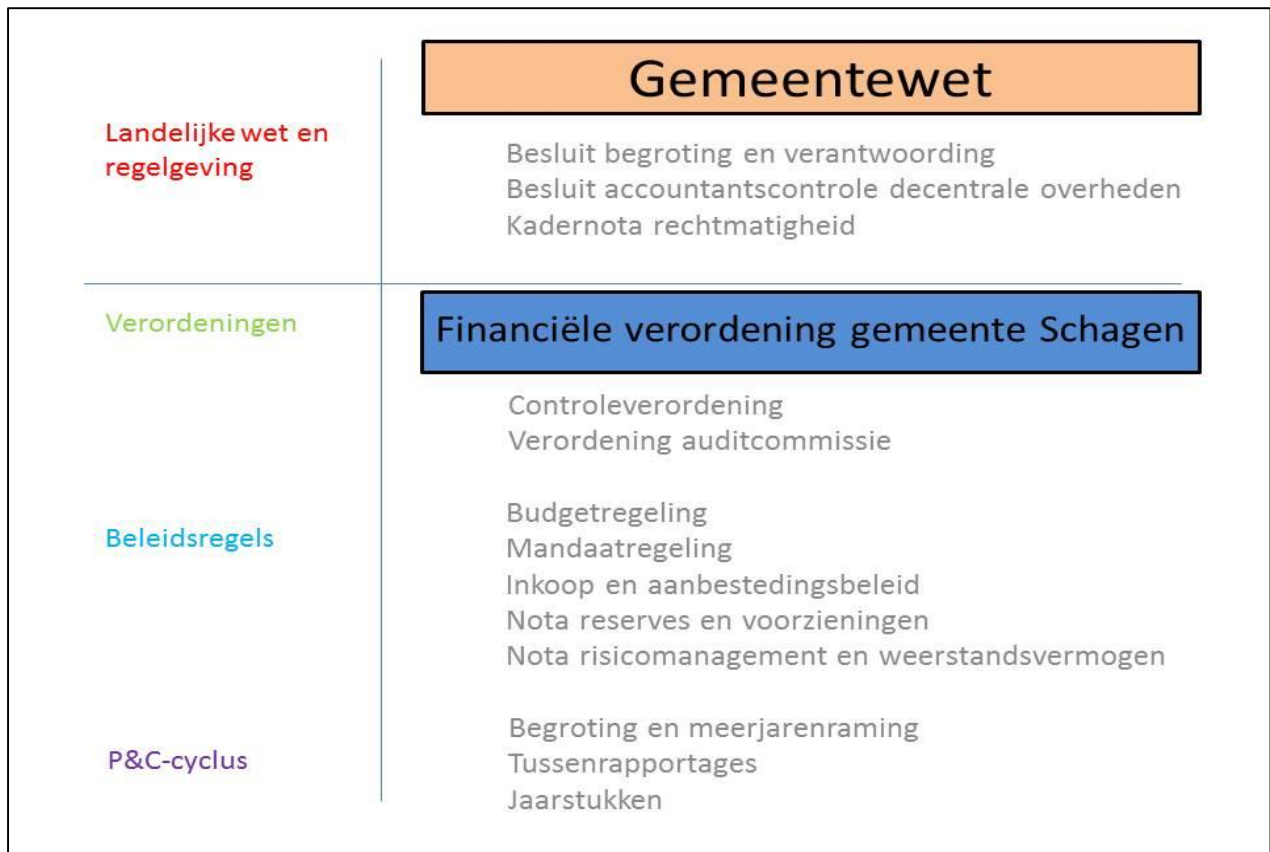 Gemeentewet
Landelijke wet en
regelgeving
Besluit begroting en verantwoording
Besluit accountantscontrole decentrale overheden
Kadernota rechtmatigheid
Verordeningen
Financiële verordening gemeente Schagen
Controleverordening
Verordening auditcommissie
Beleidsregels
Budgetregeling
Mandaatregeling
Inkoop en aanbestedingsbeleid
Nota reserves en voorzieningen
Nota risicomanagement en weerstandsvermogen
P&C-cyclus
Begroting en meerjarenraming
Tussenrapportages
Jaarstukken